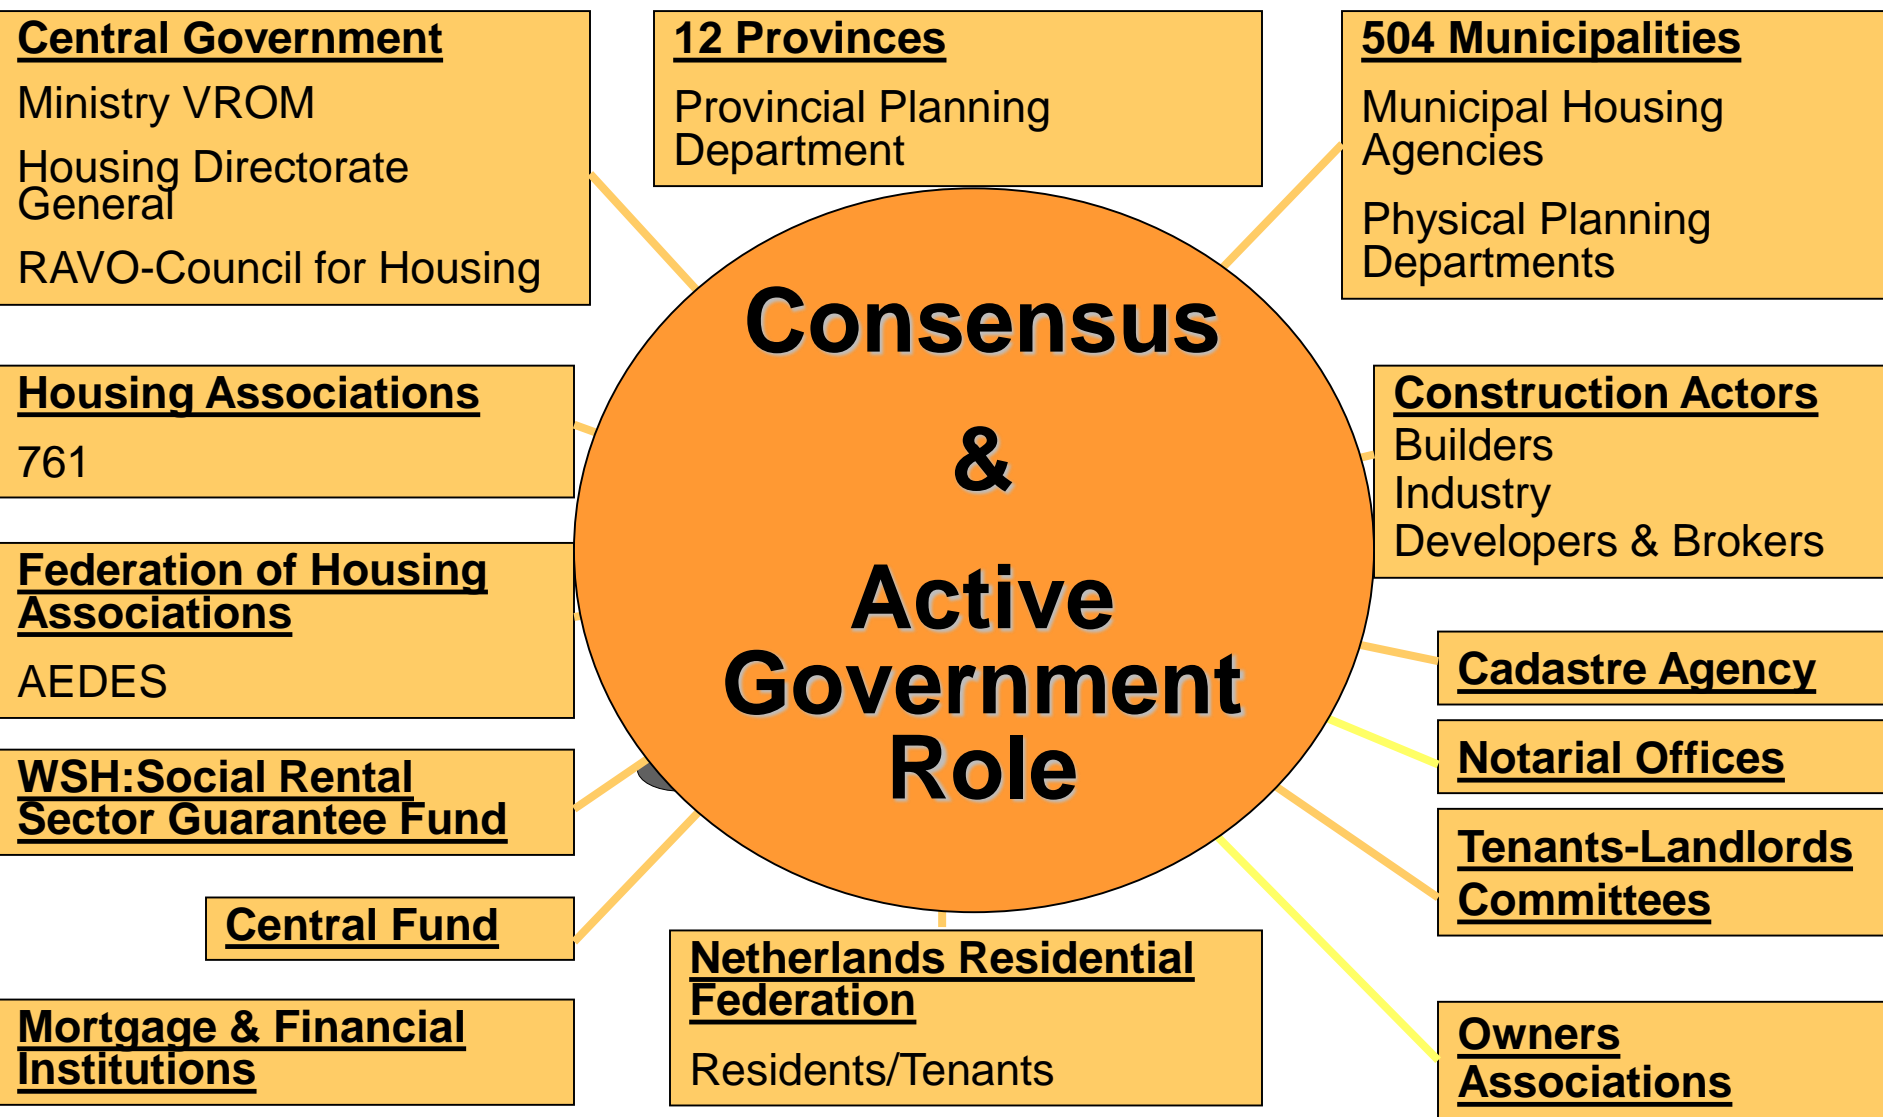 Central Government
Ministry VROM
Housing Directorate
General
RAVO-Council for Housing
12 Provinces
Provincial Planning
Department
504 Municipalities
Municipal Housing
Agencies
Physical Planning
Departments
Consensus
&
Active
Government
Role
Housing Associations
761
Federation of Housing
Associations
AEDES
WSH:Social Rental
Sector Guarantee Fund
Central Fund
Mortgage & Financial
Institutions
Netherlands Residential
Federation
Residents/Tenants
Construction Actors
Builders
Industry
Developers & Brokers
Cadastre Agency
Notarial Offices
Tenants-Landlords
Committees
Owners
Associations